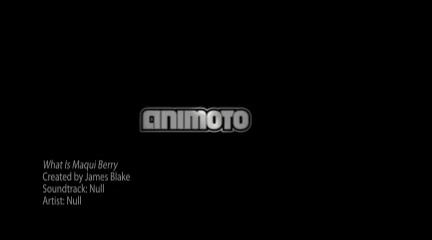 ANIMOTO
What Is Maqui Berry
Created by James Blake
Soundtrack: Null
Artist: Null